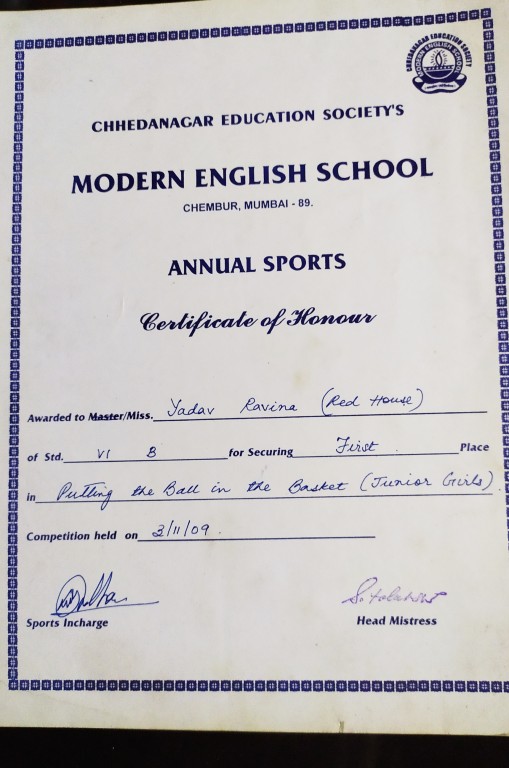 CHHEDANAGAR EDUCATION SOCIETY
MODERN ENGLISH SCHOOL
CHHEDANAGAR EDUCATION SOCIETY'S
MODERN ENGLISH SCHOOL
CHEMBUR, MUMBAI - 89.
ANNUAL SPORTS
Certificate of Honour
Awarded to Master/Miss. Yadav Ravina (Red House)
of Std. VI B for Securing First Place
in Putting the Ball in the Basket (Junior Girls)
Competition held on 2/11/09.
Sports Incharge Head Mistress